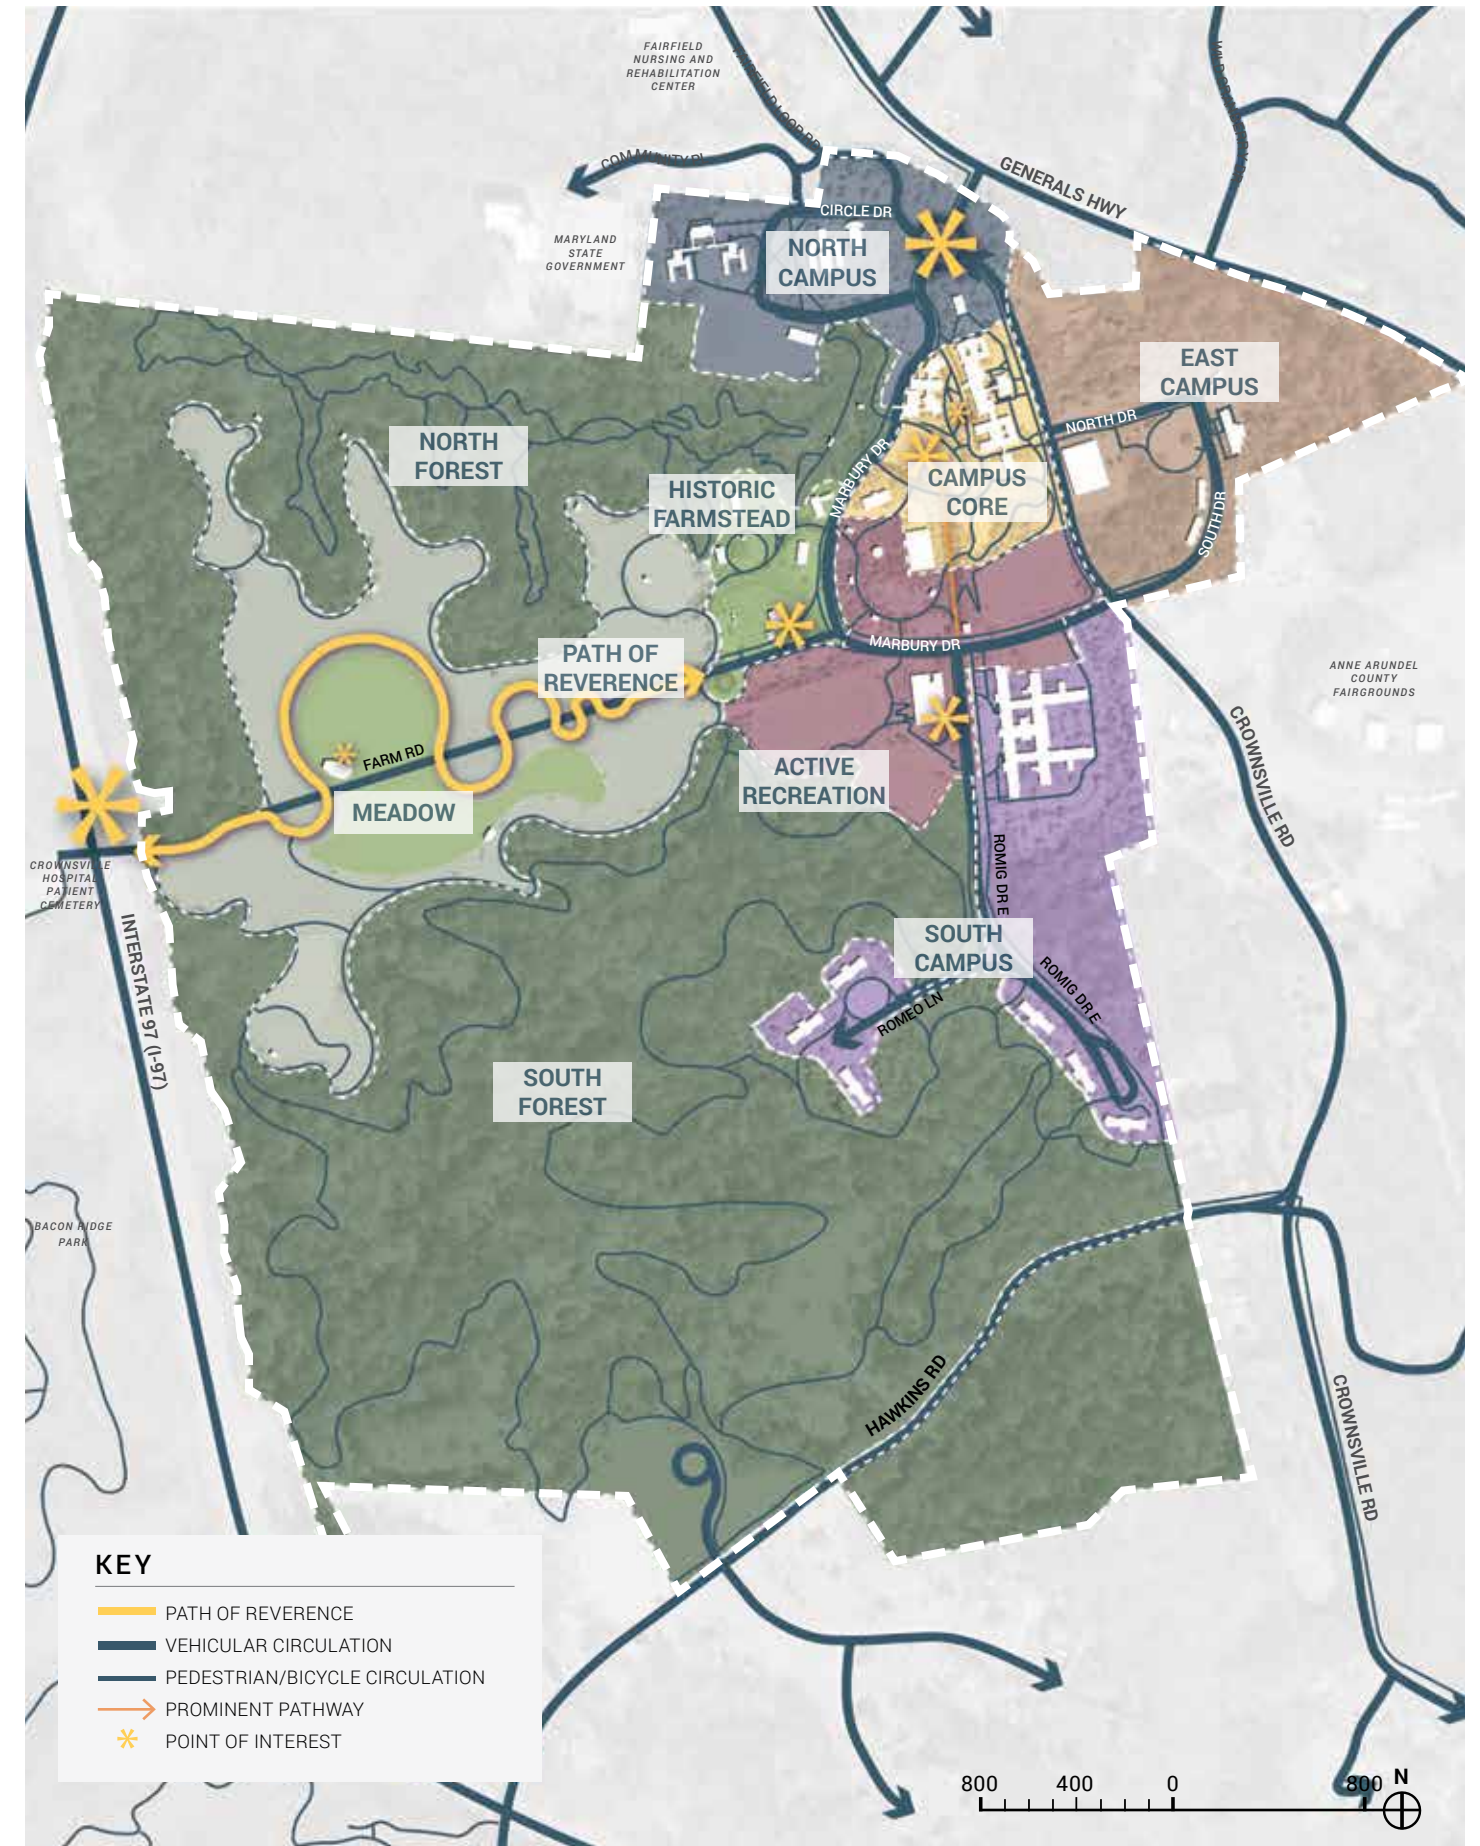 FAIRFIELD
NURSING AND
REHABILITATION
CENTER
GENERALS HWY
CIRCLE DR
MARYLAND
STATE
GOVERNMENT
NORTH
CAMPUS
EAST
CAMPUS
NORTH DR
NORTH
FOREST
MARBURY DR
CAMPUS
CORE
HISTORIC
FARMSTEAD
SOUTH DR
PATH OF
REVERENCE
MARBURY DR
ANNE ARUNDEL
COUNTY
FAIRGROUNDS
CROWNSVILLE RD
FARM RD
ACTIVE
RECREATION
MEADOW
CROWNSVILLE
HOSPITAL
PATIENT
CEMETERY
ROMIG DR E
INTERSTATE 97 (I-97)
SOUTH
CAMPUS
ROMIG DR E
ROMEO LN
SOUTH
FOREST
BACON RIDGE
PARK
HAWKINS RD
CROWNSVILLE RD
KEY
PATH OF REVERENCE
VEHICULAR CIRCULATION
PEDESTRIAN/BICYCLE CIRCULATION
PROMINENT PATHWAY
POINT OF INTEREST
800 400 0 800 N